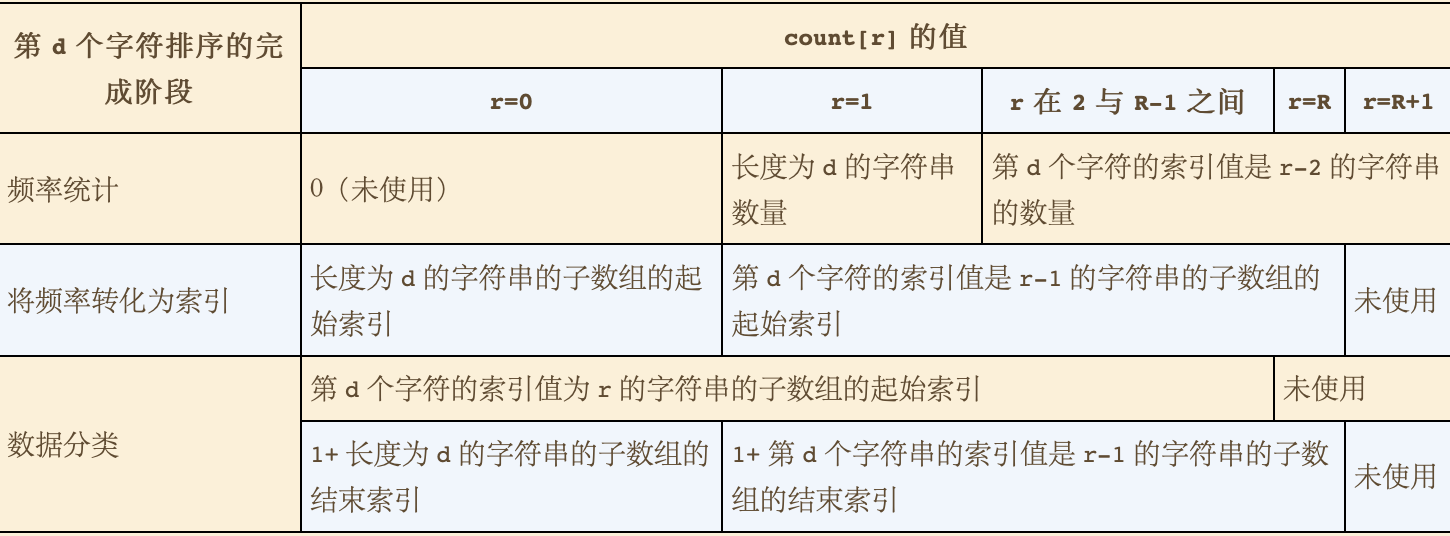 第 d 个字符排序的完
成阶段
count[r] 的值
r=0
r=1
r 在 2 与 R-1 之间
r=R
r=R+1
频率统计
0（未使用）
长度为 d 的字符串
数量
第 d 个字符的索引值是 r-2 的字符串
的数量
将频率转化为索引
长度为 d 的字符串的子数组的起
始索引
第 d 个字符的索引值是 r-1 的字符串的子数组的
起始索引
未使用
数据分类
第 d 个字符的索引值为 r 的字符串的子数组的起始索引
未使用
1+ 长度为 d 的字符串的子数组的
结束索引
1+ 第 d 个字符串的索引值是 r-1 的字符串的子数
组的结束索引
未使用